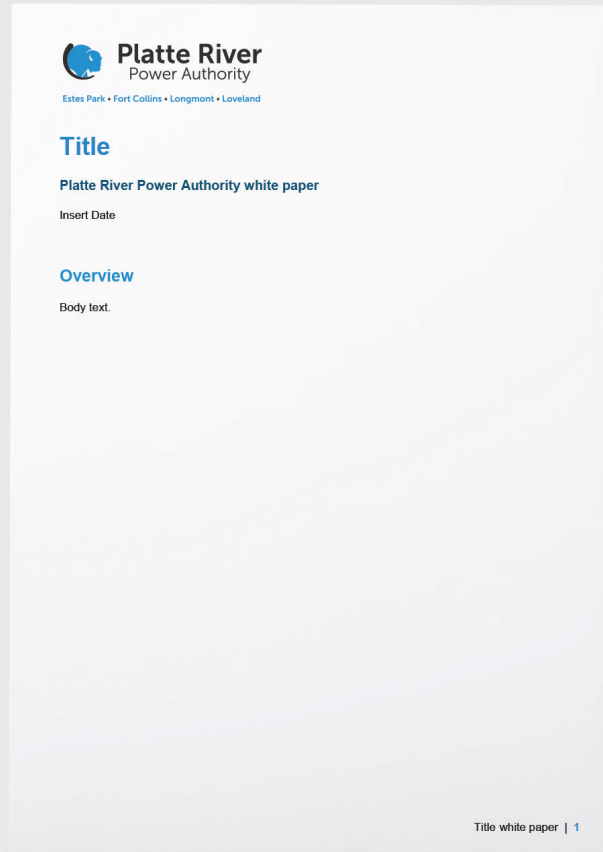 Platte River
Power Authority
Estes Park • Fort Collins • Longmont • Loveland
Title
Platte River Power Authority white paper
Insert Date
Overview
Body text.
Title white paper | 1